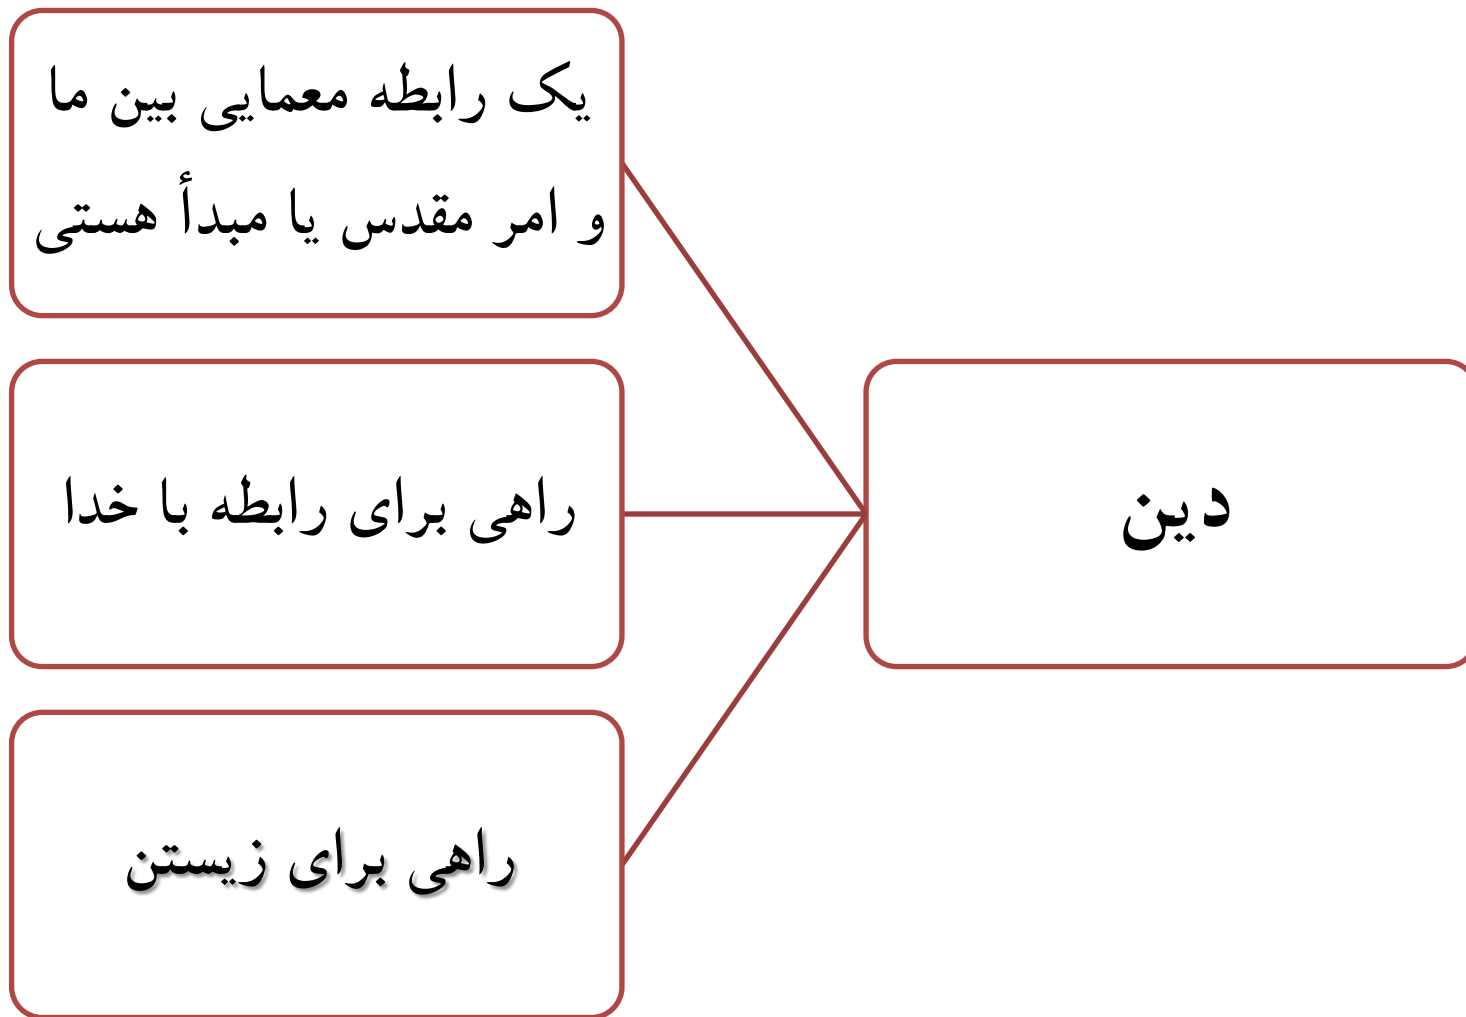 دین
یک رابطه معمایی بین ما
و امر مقدس یا مبدأ هستی
راهی برای رابطه با خدا
راهی برای زیستن